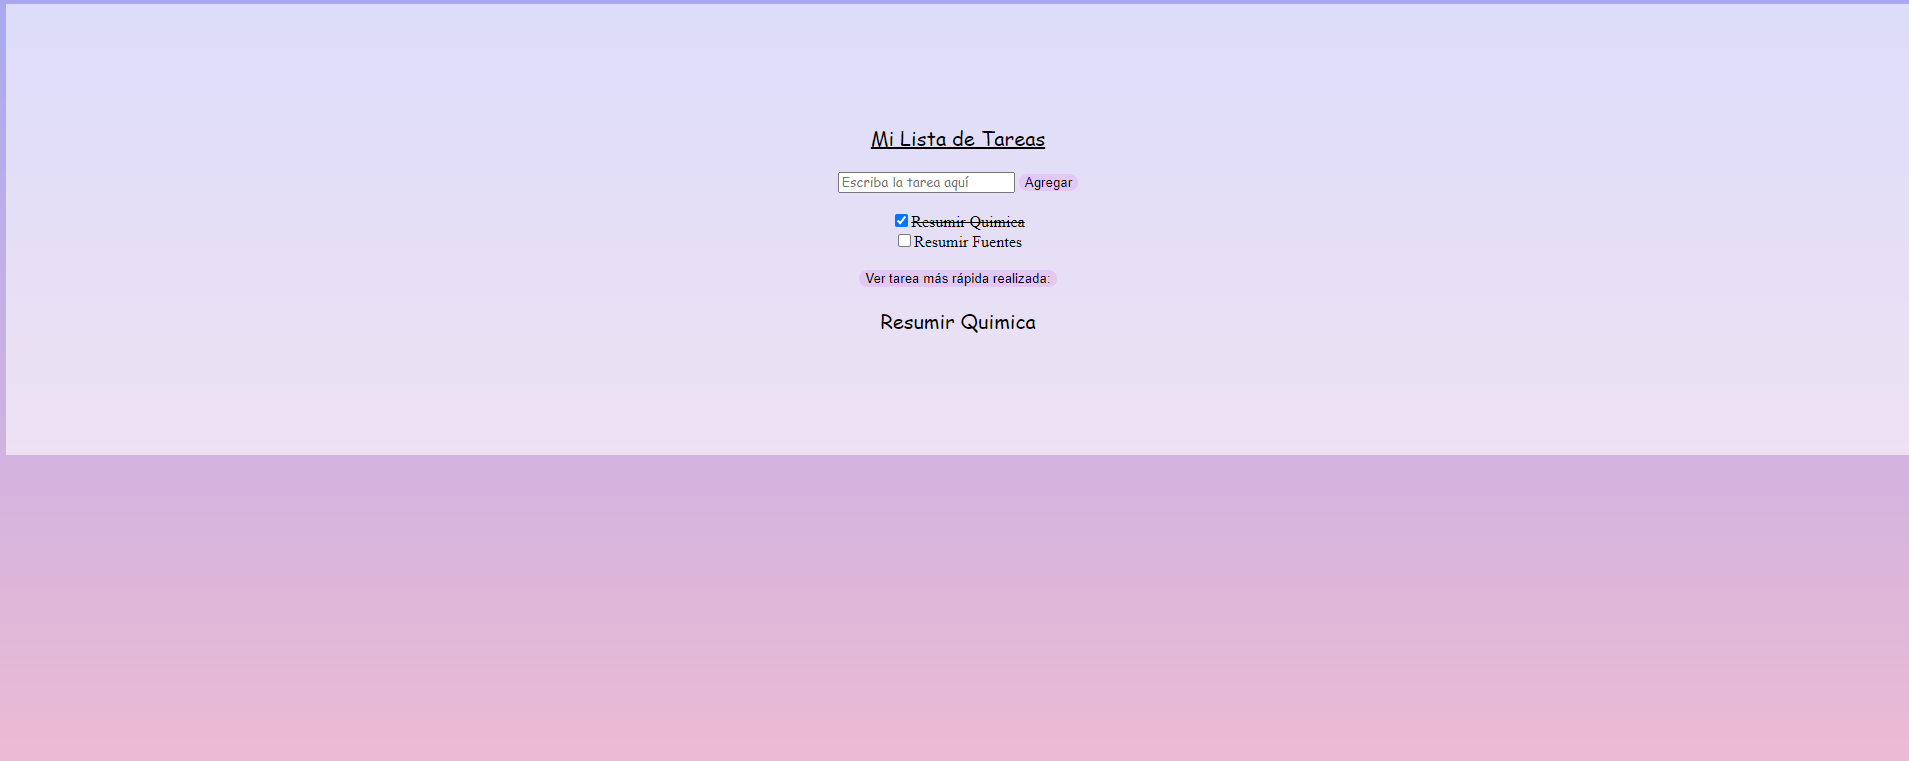 Mi Lista de Tareas
Escriba la tarea aquí Agregar
Resumir Quimica
Resumir Fuentes
Ver tarea más rápida realizada:
Resumir Quimica